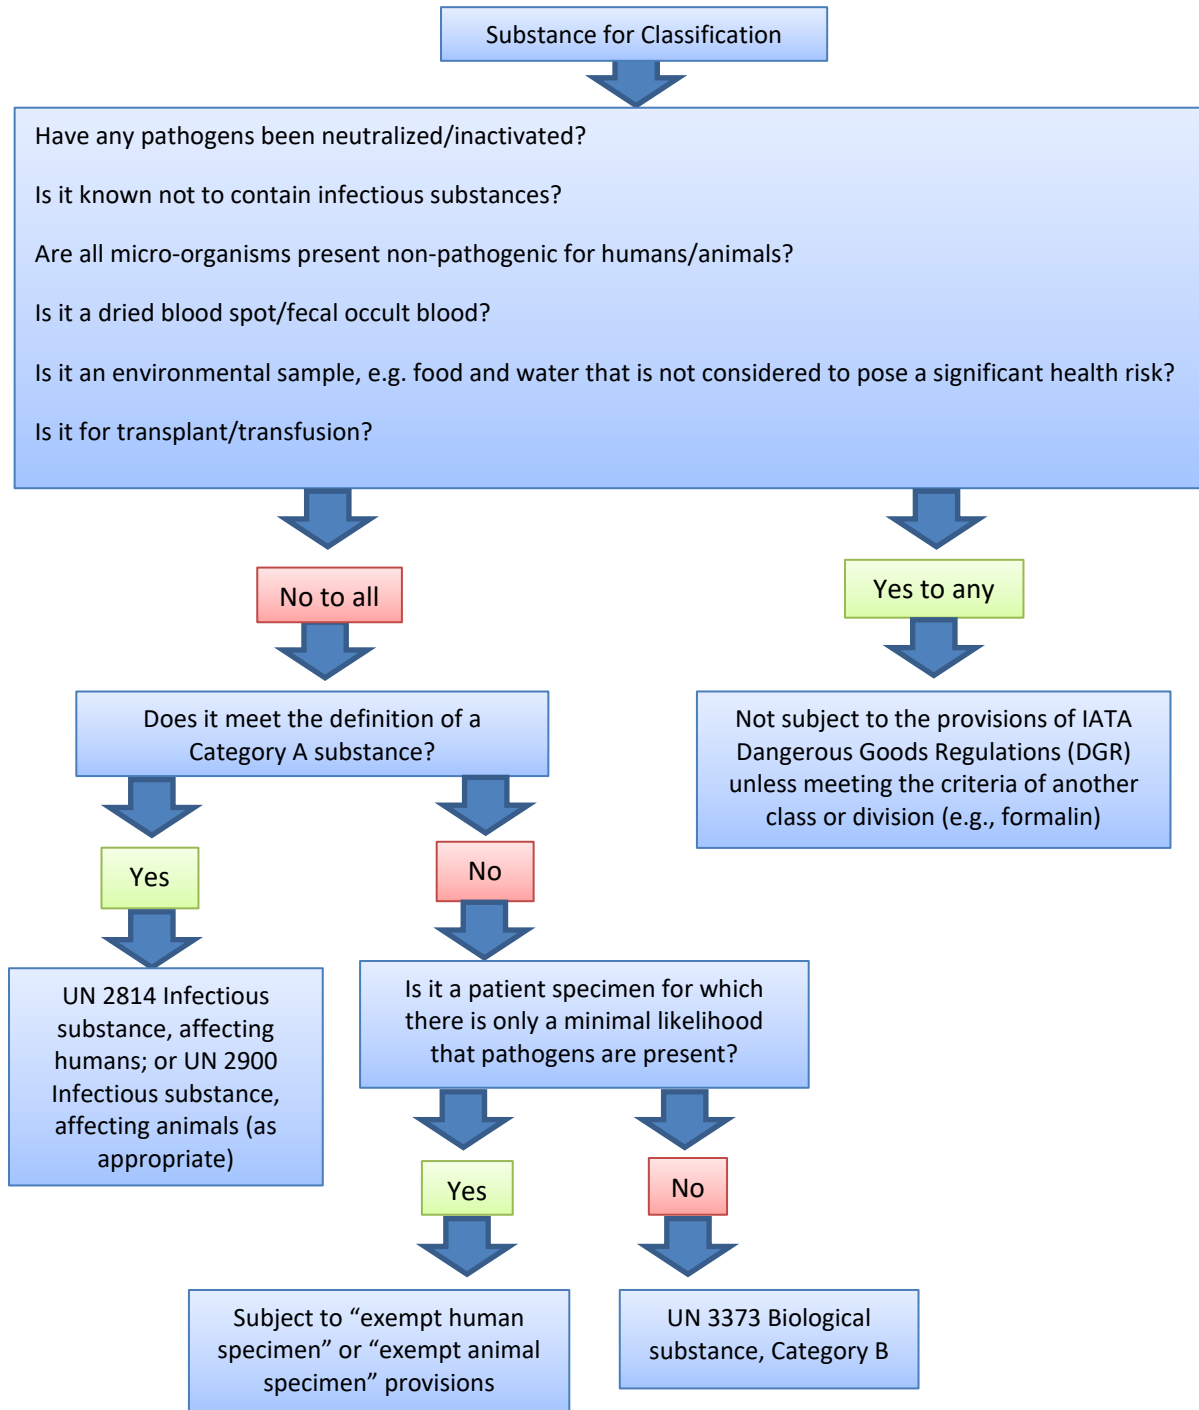 Substance for Classification
Have any pathogens been neutralized/inactivated?
Is it known not to contain infectious substances?
Are all micro-organisms present non-pathogenic for humans/animals?
Is it a dried blood spot/fecal occult blood?
Is it an environmental sample, e.g. food and water that is not considered to pose a significant health risk?
Is it for transplant/transfusion?
No to all
Yes to any
Does it meet the definition of a
Category A substance?
Not subject to the provisions of IATA
Dangerous Goods Regulations (DGR)
unless meeting the criteria of another
class or division (e.g., formalin)
Yes
No
UN 2814 Infectious
substance, affecting
humans; or UN 2900
Infectious substance,
affecting animals (as
appropriate)
Is it a patient specimen for which
there is only a minimal likelihood
that pathogens are present?
Yes
No
Subject to “exempt human
specimen” or “exempt animal
specimen” provisions
UN 3373 Biological
substance, Category B